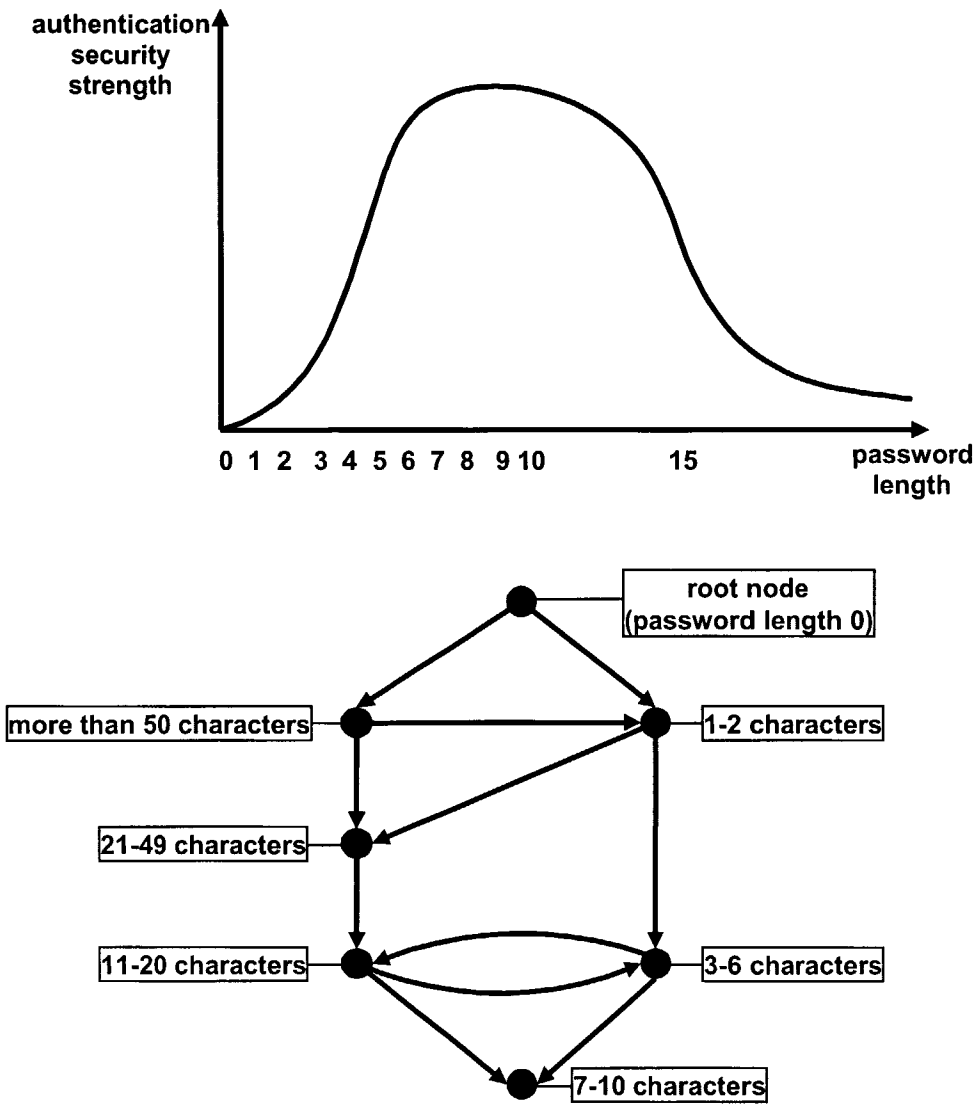 authentication
security
strength
0 1 2 3 4 5 6 7 8 9 10 15
password
length
root node
(password length 0)
more than 50 characters
1-2 characters
21-49 characters
11-20 characters
3-6 characters
7-10 characters